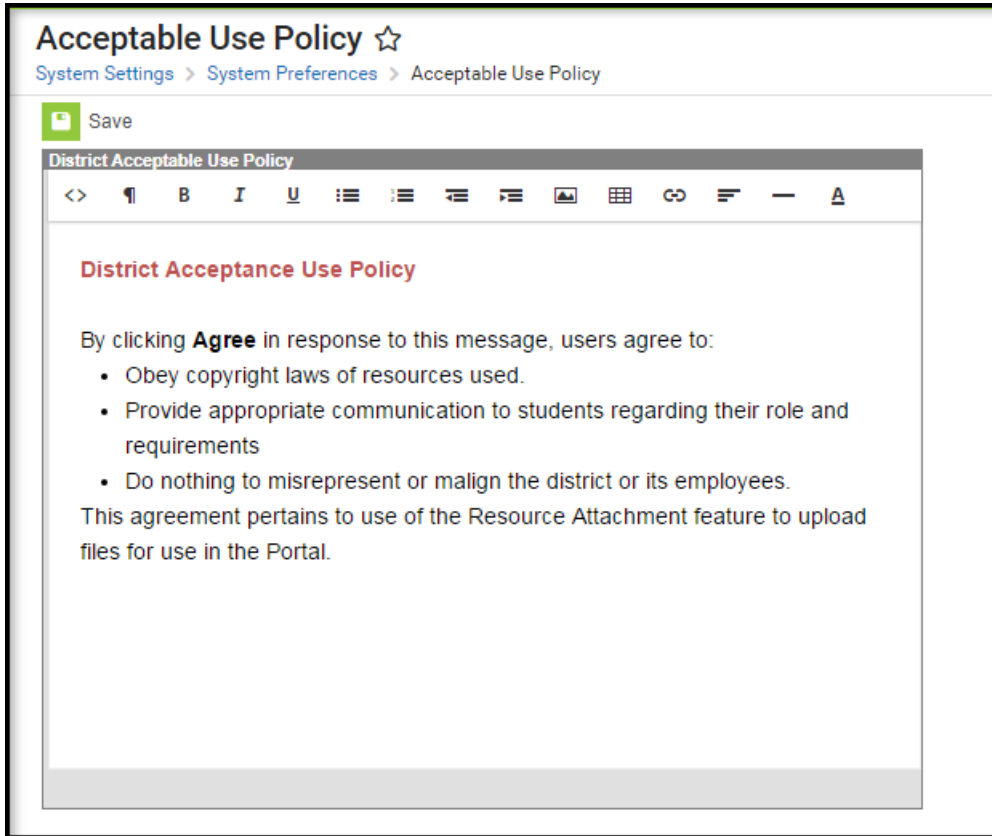 Acceptable Use Policy
System Settings > System Preferences > Acceptable Use Policy
Save
District Acceptable Use Policy
<> ¶ B I U A
District Acceptance Use Policy
By clicking Agree in response to this message, users agree to:
• Obey copyright laws of resources used.
• Provide appropriate communication to students regarding their role and
requirements
• Do nothing to misrepresent or malign the district or its employees.
This agreement pertains to use of the Resource Attachment feature to upload
files for use in the Portal.